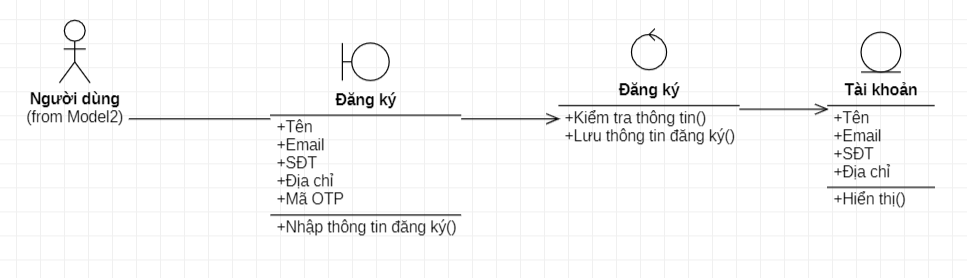 Người dùng
(from Model2)
Đăng ký
+Tên
+Email
+SĐT
+Địa chỉ
+Mã OTP
+Nhập thông tin đăng ký()
Đăng ký
+Kiểm tra thông tin()
+Lưu thông tin đăng ký()
Tài khoản
+Tên
+Email
+SĐT
+Địa chỉ
+Hiển thị()